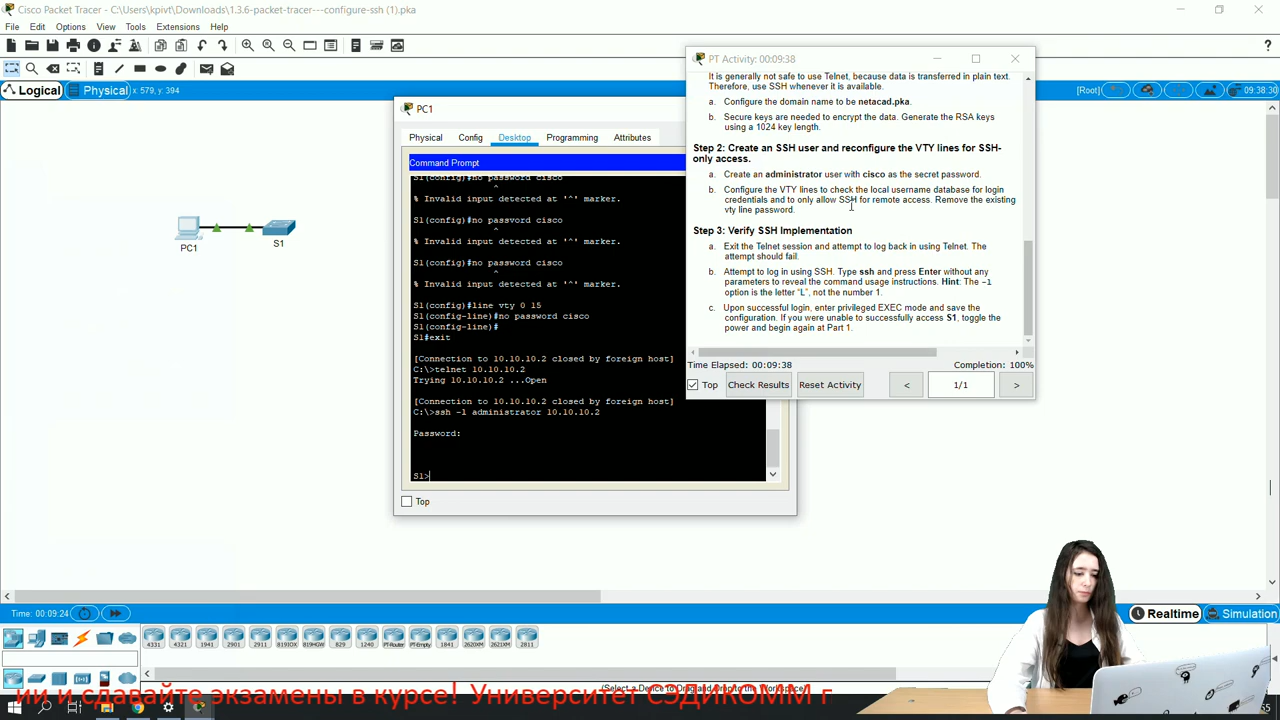 Cisco Packet Tracer - C:\Users\kpivt\Downloads\1.3.6-packet-tracer---configure-ssh (1).pka
File Edit Options View Tools Extensions Help
Logical Physical x: 579, y: 394
[Root] 09:38:30
PC1
S1
PC1
Physical Config Desktop Programming Attributes
Command Prompt
S1(config)#no password cisco
^
% Invalid input detected at '^' marker.
S1(config)#no pasvord cisco
^
% Invalid input detected at '^' marker.
S1(config)#no password cisco
^
% Invalid input detected at '^' marker.
S1(config)#line vty 0 15
S1(config-line)#no password cisco
S1(config-line)#
S1#exit
[Connection to 10.10.10.2 closed by foreign host]
C:\>telnet 10.10.10.2
Trying 10.10.10.2 ...Open
[Connection to 10.10.10.2 closed by foreign host]
C:\>ssh -l administrator 10.10.10.2
Password:
S1>
Top
PT Activity: 00:09:38
It is generally not safe to use Telnet, because data is transferred in plain text.
Therefore, use SSH whenever it is available.
a. Configure the domain name to be netacad.pka.
b. Secure keys are needed to encrypt the data. Generate the RSA keys
using a 1024 key length.
Step 2: Create an SSH user and reconfigure the VTY lines for SSH-
only access.
a. Create an administrator user with cisco as the secret password.
b. Configure the VTY lines to check the local username database for login
credentials and to only allow SSH for remote access. Remove the existing
vty line password.
Step 3: Verify SSH Implementation
a. Exit the Telnet session and attempt to log back in using Telnet. The
attempt should fail.
b. Attempt to log in using SSH. Type ssh and press Enter without any
parameters to reveal the command usage instructions. Hint: The -l
option is the letter "L", not the number 1.
c. Upon successful login, enter privileged EXEC mode and save the
configuration. If you were unable to successfully access S1, toggle the
power and begin again at Part 1.
Time Elapsed: 00:09:38 Completion: 100%
Top Check Results Reset Activity < 1/1 >
Time: 00:09:24
Realtime Simulation
4331 4321 1941 2901 2911 819IOX 819HGW 829 1240 PT-Router PT-Empty 1841 2620XM 2621XM 2811
(Select a Device to Drag and Drop to the Workspace)
ии и сдавайте экзамены в курсе! Университет СЭДИКОММ п